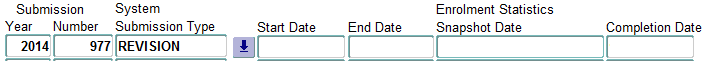 Submission System Enrolment Statistics
Year Number Submission Type Start Date End Date Snapshot Date Completion Date
2014 977 REVISION